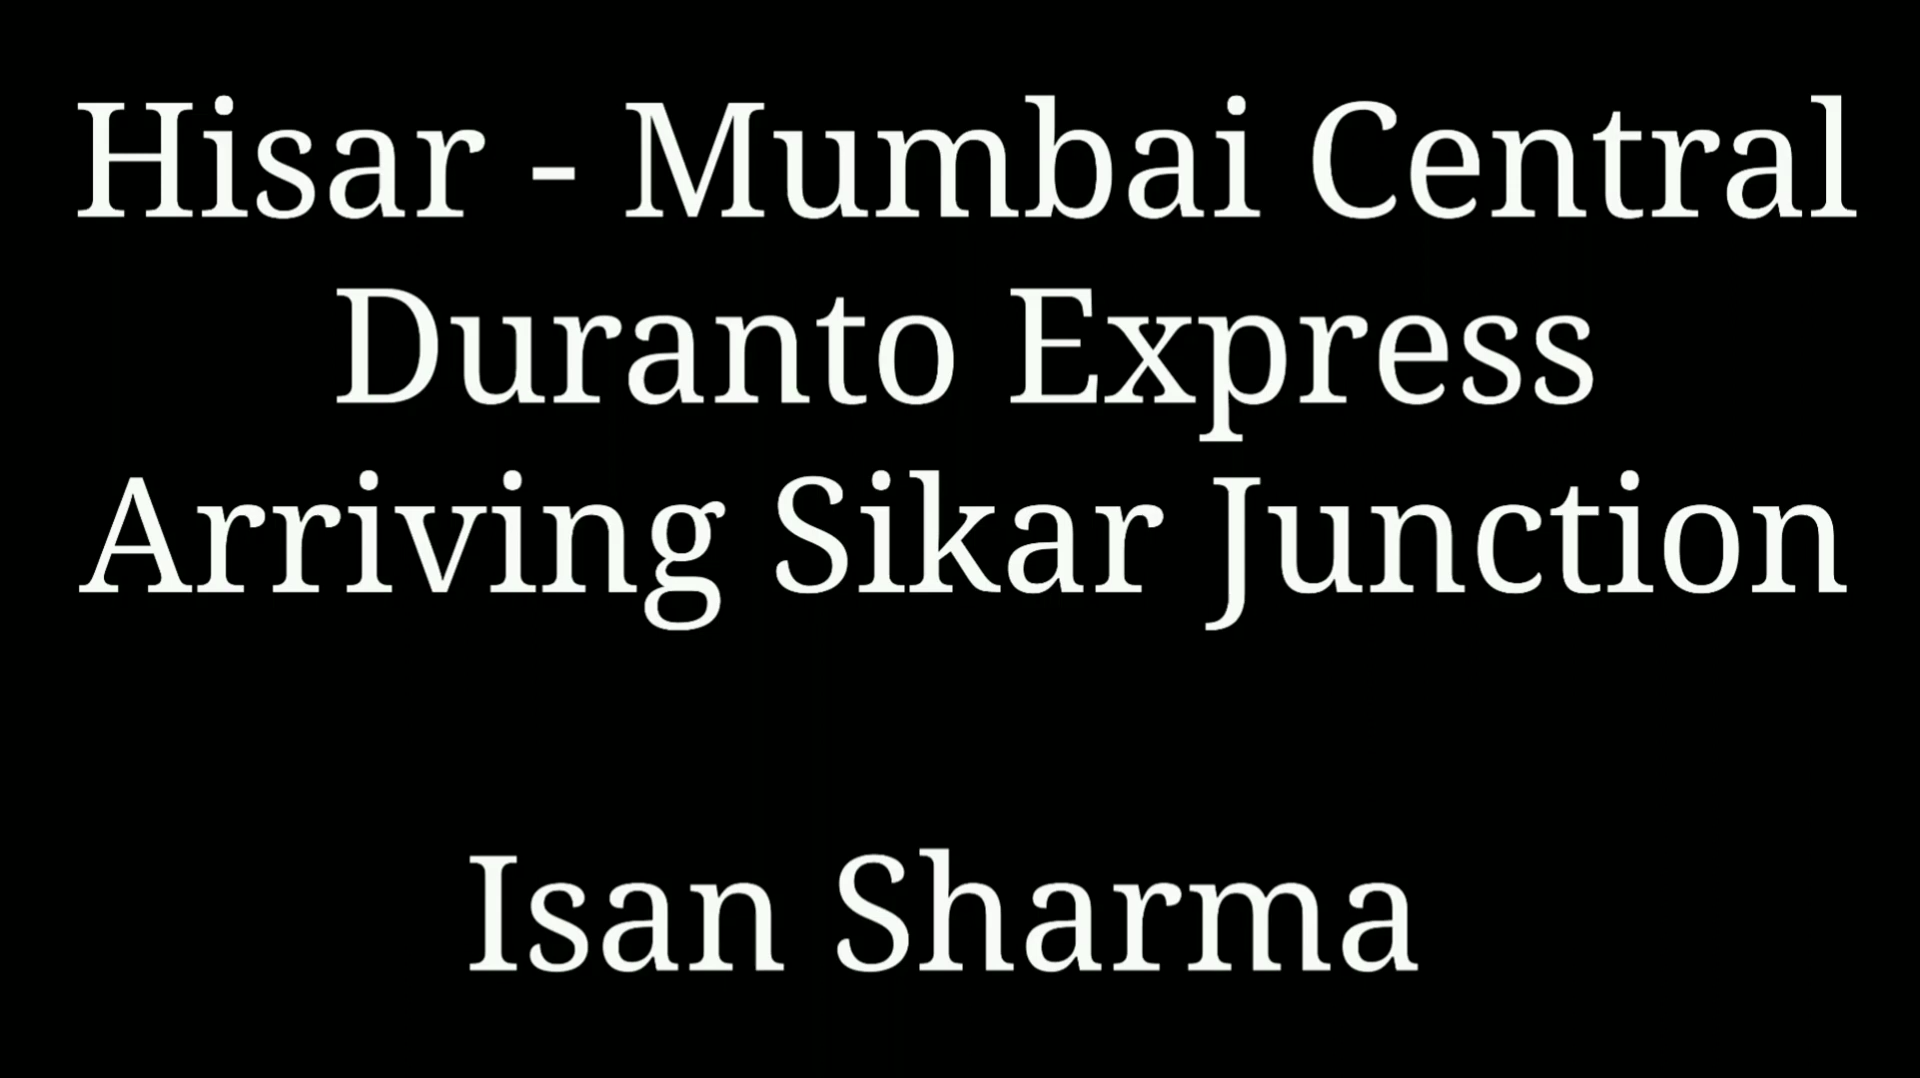 Hisar - Mumbai Central
Duranto Express
Arriving Sikar Junction
Isan Sharma